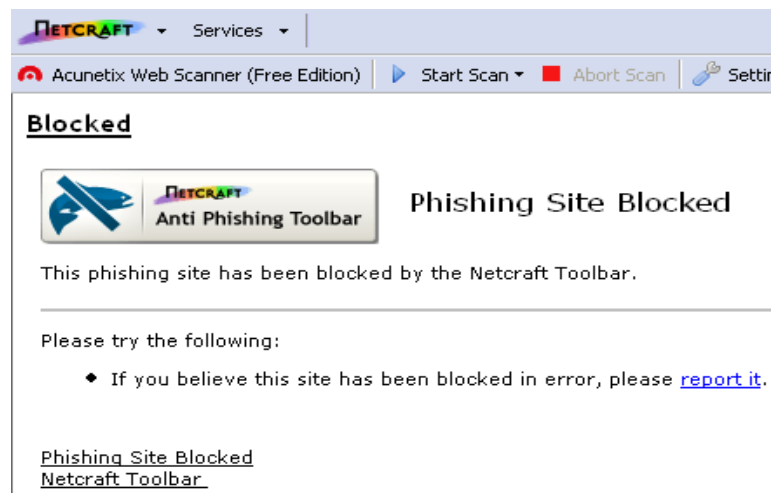 NETCRAFT Services
Acunetix Web Scanner (Free Edition) Start Scan Abort Scan
Blocked
NETCRAFT
Anti Phishing Toolbar
Phishing Site Blocked
This phishing site has been blocked by the Netcraft Toolbar.
Please try the following:
If you believe this site has been blocked in error, please report it.
Phishing Site Blocked
Netcraft Toolbar